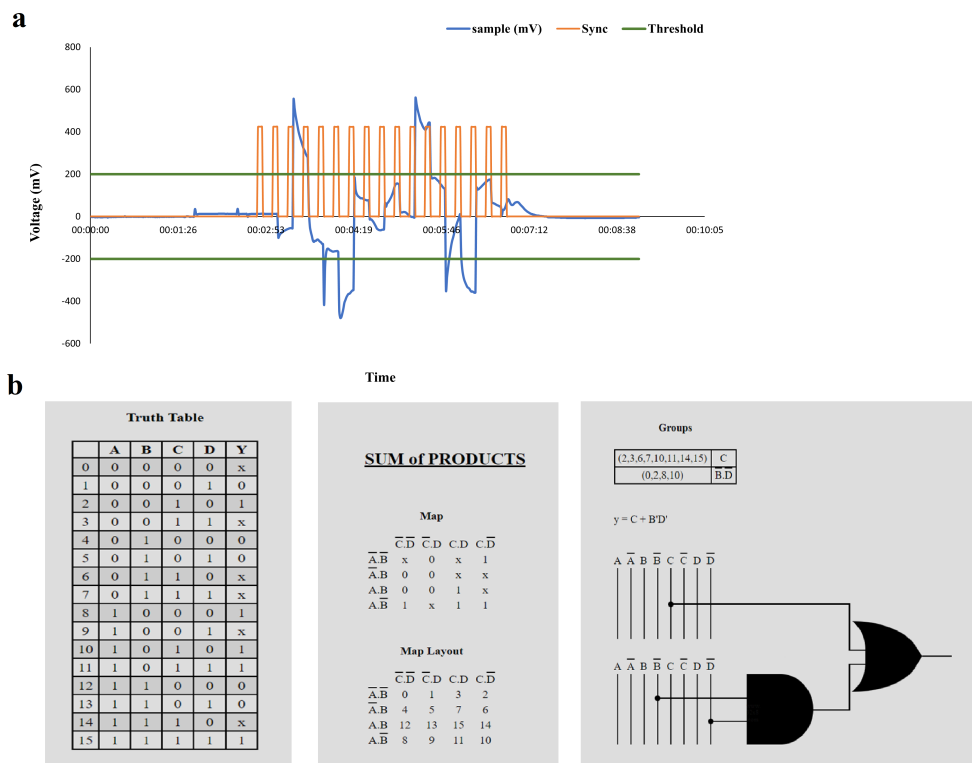 a
sample (mV) Sync Threshold
800
600
400
200
0
-200
-400
-600
Voltage (mV)
00:00:00 00:01:26 00:02:53 00:04:19 00:05:46 00:07:12 00:08:38 00:10:05
Time
b
Truth Table
A B C D Y
0 0 0 0 0 x
1 0 0 0 1 0
2 0 0 1 0 1
3 0 0 1 1 x
4 0 1 0 0 0
5 0 1 0 1 0
6 0 1 1 0 x
7 0 1 1 1 x
8 1 0 0 0 1
9 1 0 0 1 x
10 1 0 1 0 1
11 1 0 1 1 1
12 1 1 0 0 0
13 1 1 0 1 0
14 1 1 1 0 x
15 1 1 1 1 1
SUM of PRODUCTS
Map
C̅.D̅ C̅.D C.D C.D̅
A̅.B̅ x 0 x 1
A̅.B 0 0 x x
A.B 0 0 1 x
A.B̅ 1 x 1 1
Map Layout
C̅.D̅ C̅.D C.D C.D̅
A̅.B̅ 0 1 3 2
A̅.B 4 5 7 6
A.B 12 13 15 14
A.B̅ 8 9 11 10
Groups
(2,3,6,7,10,11,14,15) C
(0,2,8,10) B̅.D̅
y = C + B'D'
A A̅ B B̅ C C̅ D D̅
A A̅ B B̅ C C̅ D D̅